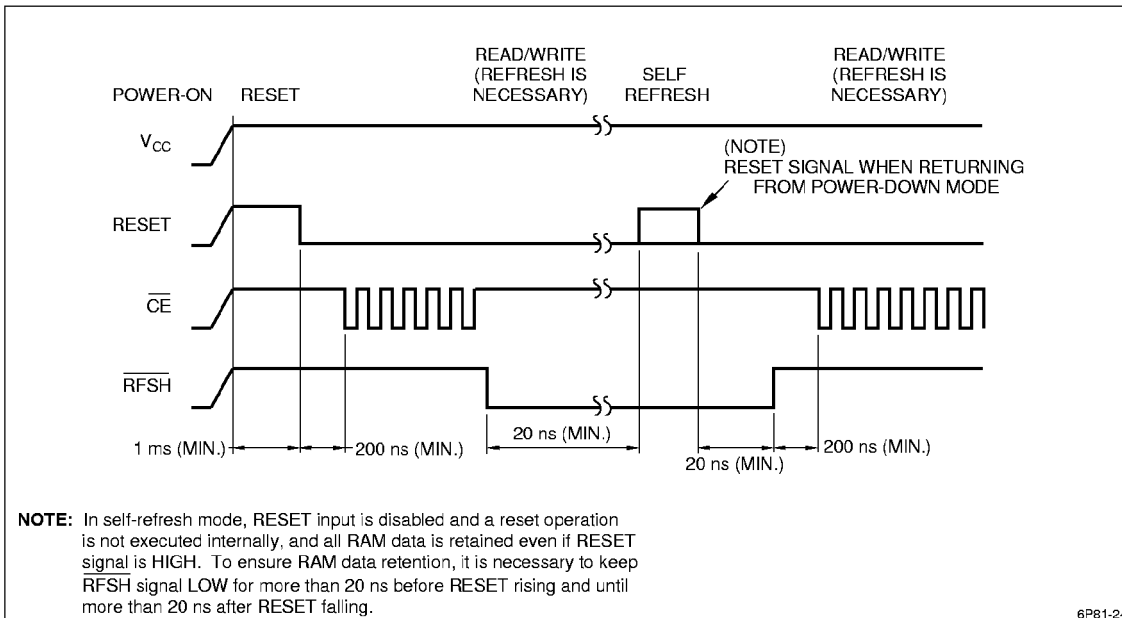 READ/WRITE
(REFRESH IS
NECESSARY)
SELF
REFRESH
READ/WRITE
(REFRESH IS
NECESSARY)
POWER-ON
RESET
VCC
(NOTE)
RESET SIGNAL WHEN RETURNING
FROM POWER-DOWN MODE
RESET
CE
RFSH
1 ms (MIN.)
200 ns (MIN.)
20 ns (MIN.)
20 ns (MIN.)
200 ns (MIN.)
NOTE: In self-refresh mode, RESET input is disabled and a reset operation
is not executed internally, and all RAM data is retained even if RESET
signal is HIGH. To ensure RAM data retention, it is necessary to keep
RFSH signal LOW for more than 20 ns before RESET rising and until
more than 20 ns after RESET falling.